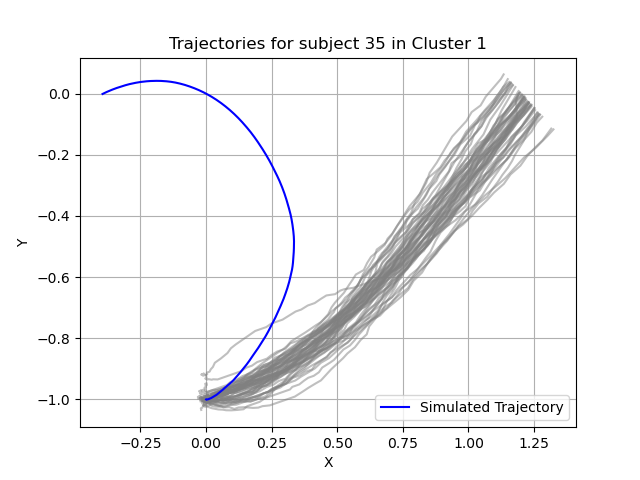 Trajectories for subject 35 in Cluster 1
Y
0.0
−0.2
−0.4
−0.6
−0.8
−1.0
Simulated Trajectory
−0.25 0.00 0.25 0.50 0.75 1.00 1.25
X